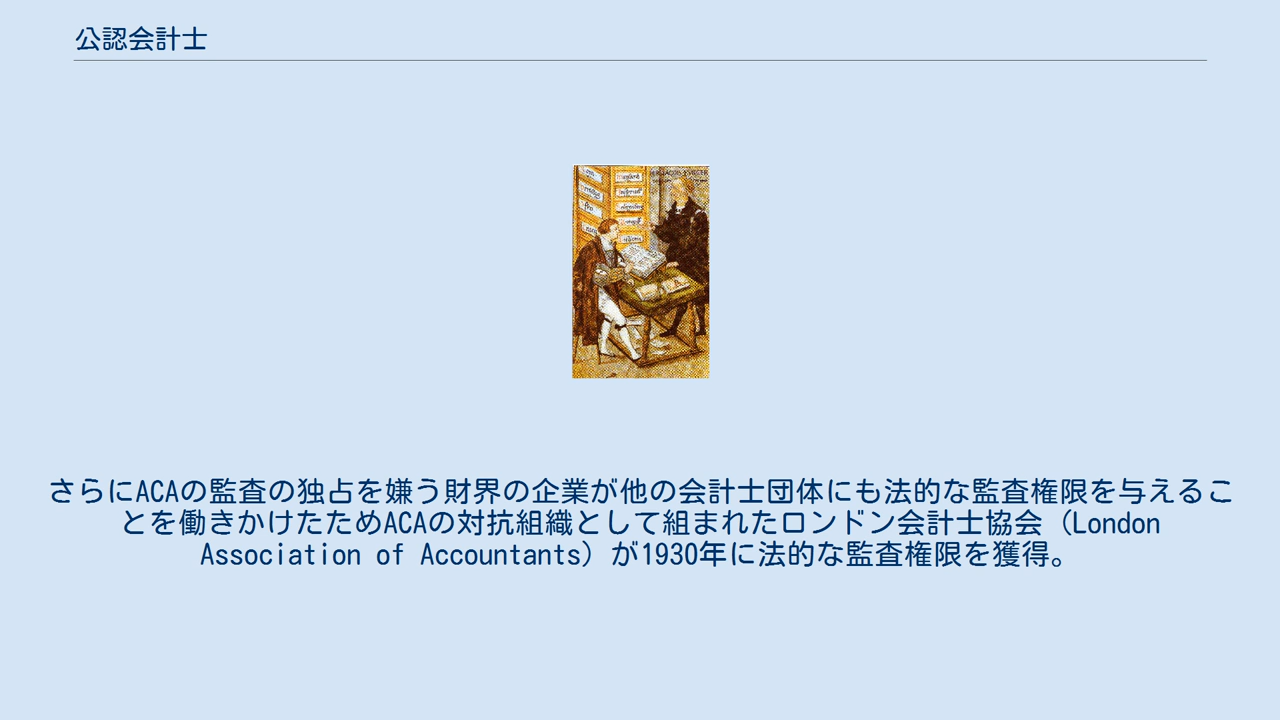 公認会計士
さらにACAの監査の独占を嫌う財界の企業が他の会計士団体にも法的な監査権限を与えるこ
とを働きかけたためACAの対抗組織として組まれたロンドン会計士協会（London
Association of Accountants）が1930年に法的な監査権限を獲得。